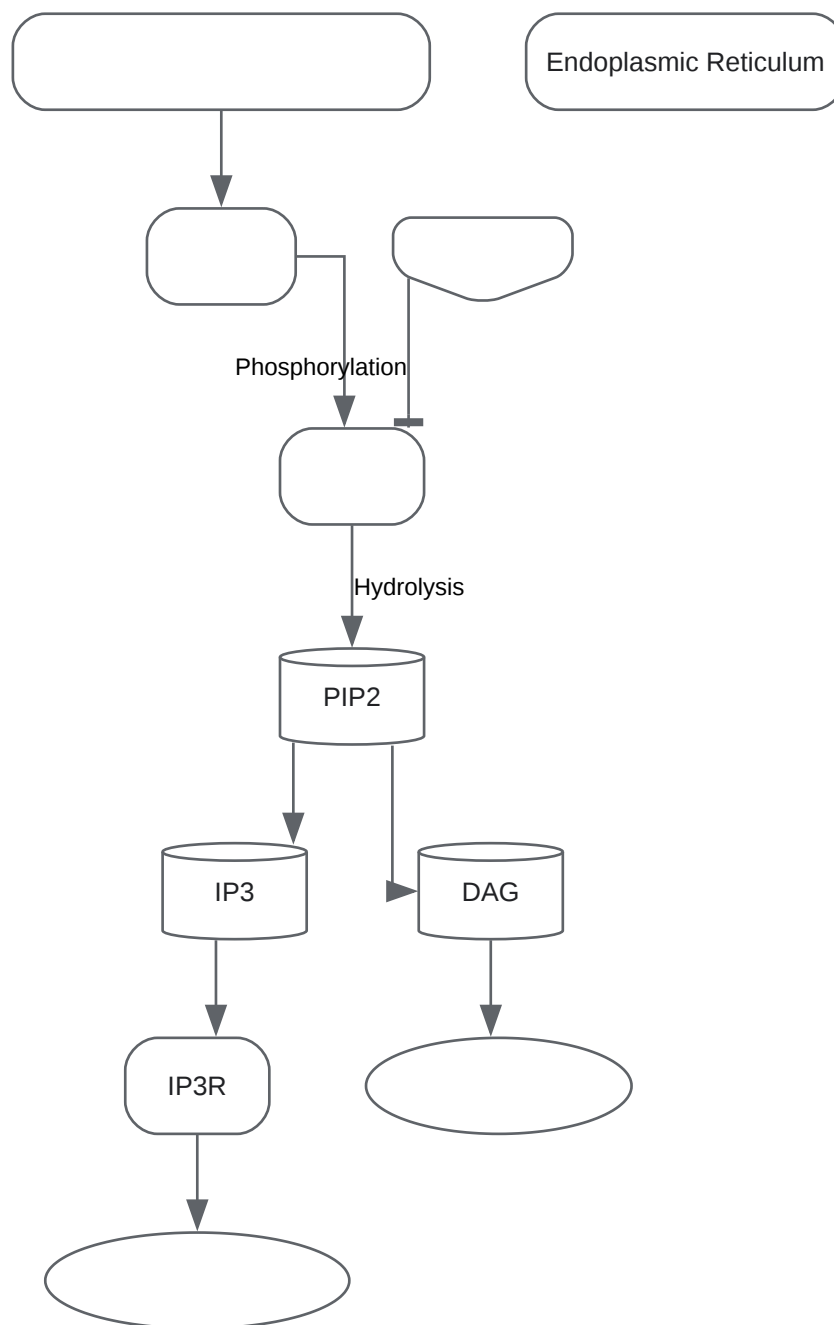 Endoplasmic Reticulum
Phosphorylation
Hydrolysis
PIP2
IP3
DAG
IP3R